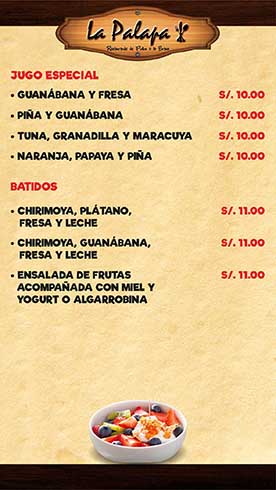 La Palapa
Restaurante de Pollos a la Brasa
JUGO ESPECIAL
• GUANÁBANA Y FRESA S/. 10.00
• PIÑA Y GUANÁBANA S/. 10.00
• TUNA, GRANADILLA Y MARACUYA S/. 10.00
• NARANJA, PAPAYA Y PIÑA S/. 10.00
BATIDOS
• CHIRIMOYA, PLÁTANO, S/. 11.00
FRESA Y LECHE
• CHIRIMOYA, GUANÁBANA, S/. 11.00
FRESA Y LECHE
• ENSALADA DE FRUTAS S/. 11.00
ACOMPAÑADA CON MIEL Y
YOGURT O ALGARROBINA